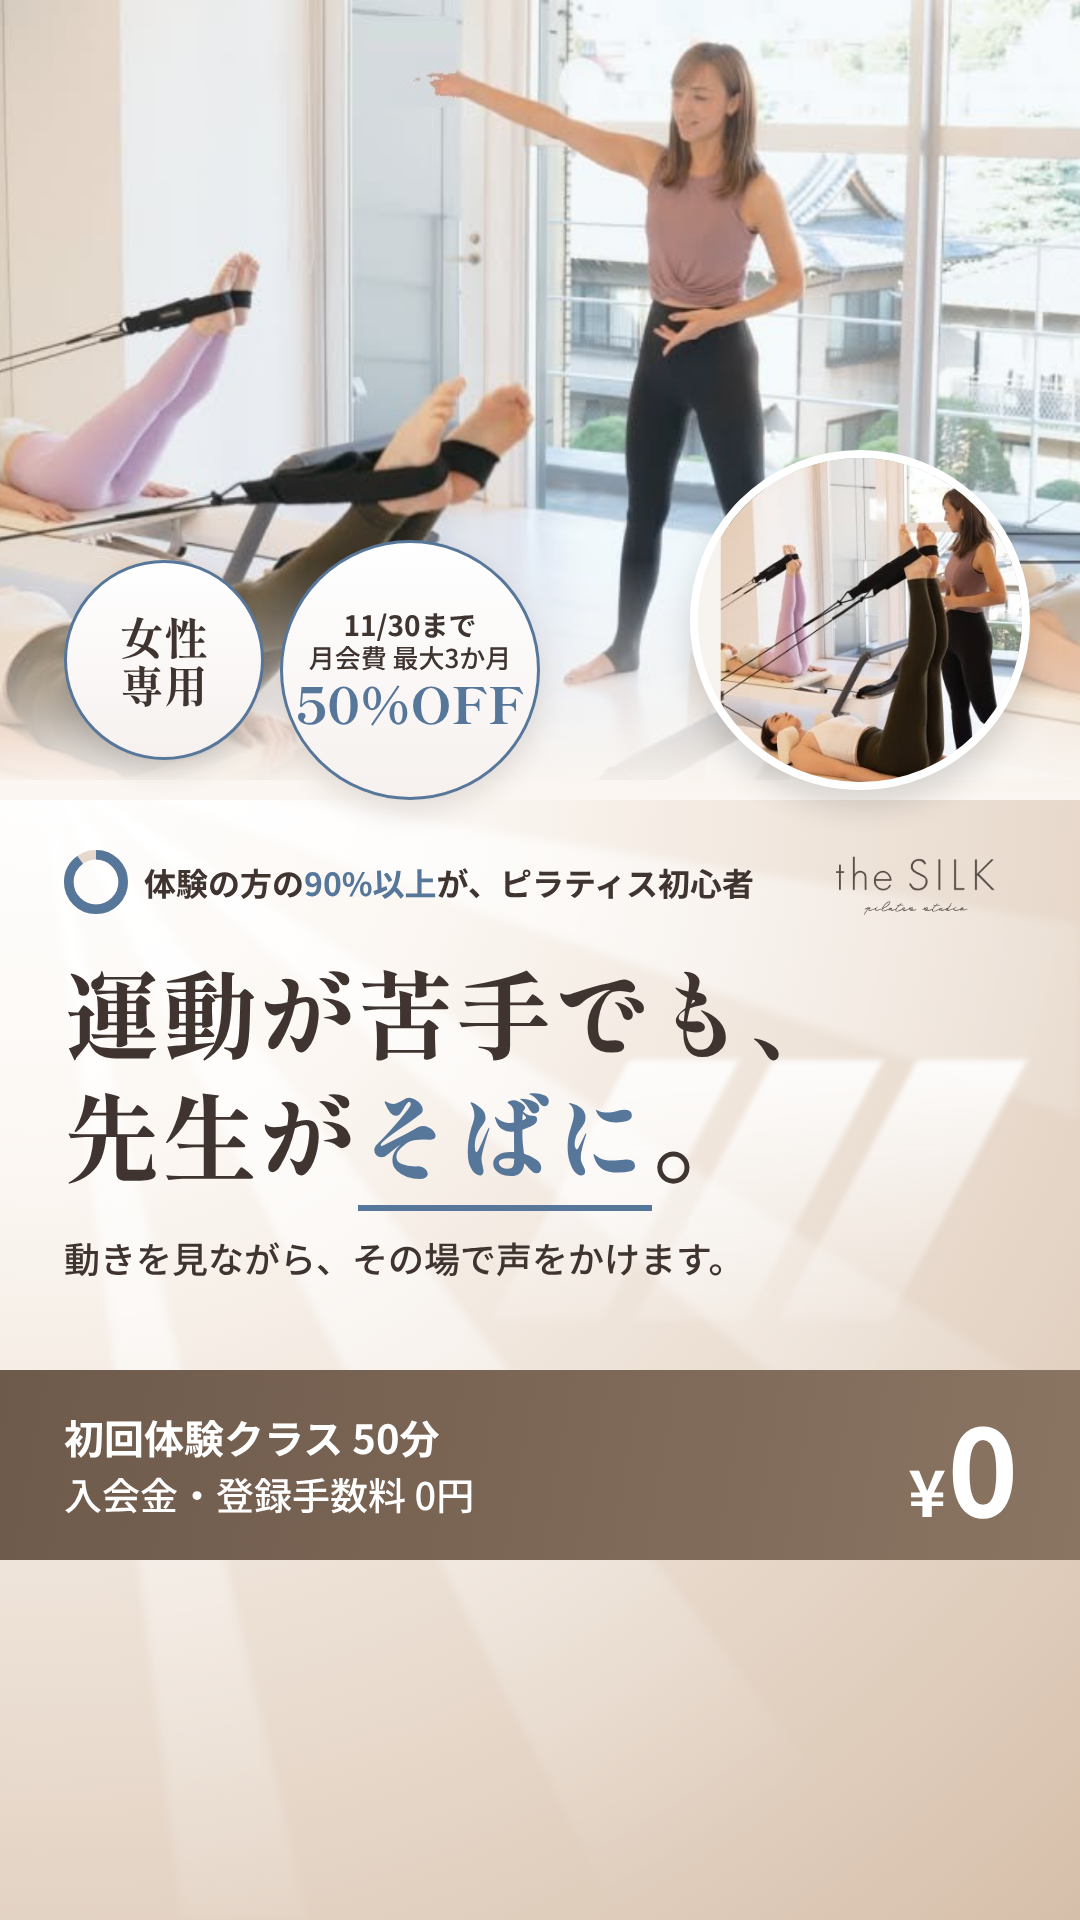 女性
専用
11/30まで
月会費 最大3か月
50%OFF
体験の方の90%以上が、ピラティス初心者
the SILK
pilates studio
運動が苦手でも、
先生がそばに。
動きを見ながら、その場で声をかけます。
初回体験クラス 50分
入会金・登録手数料 0円
¥0